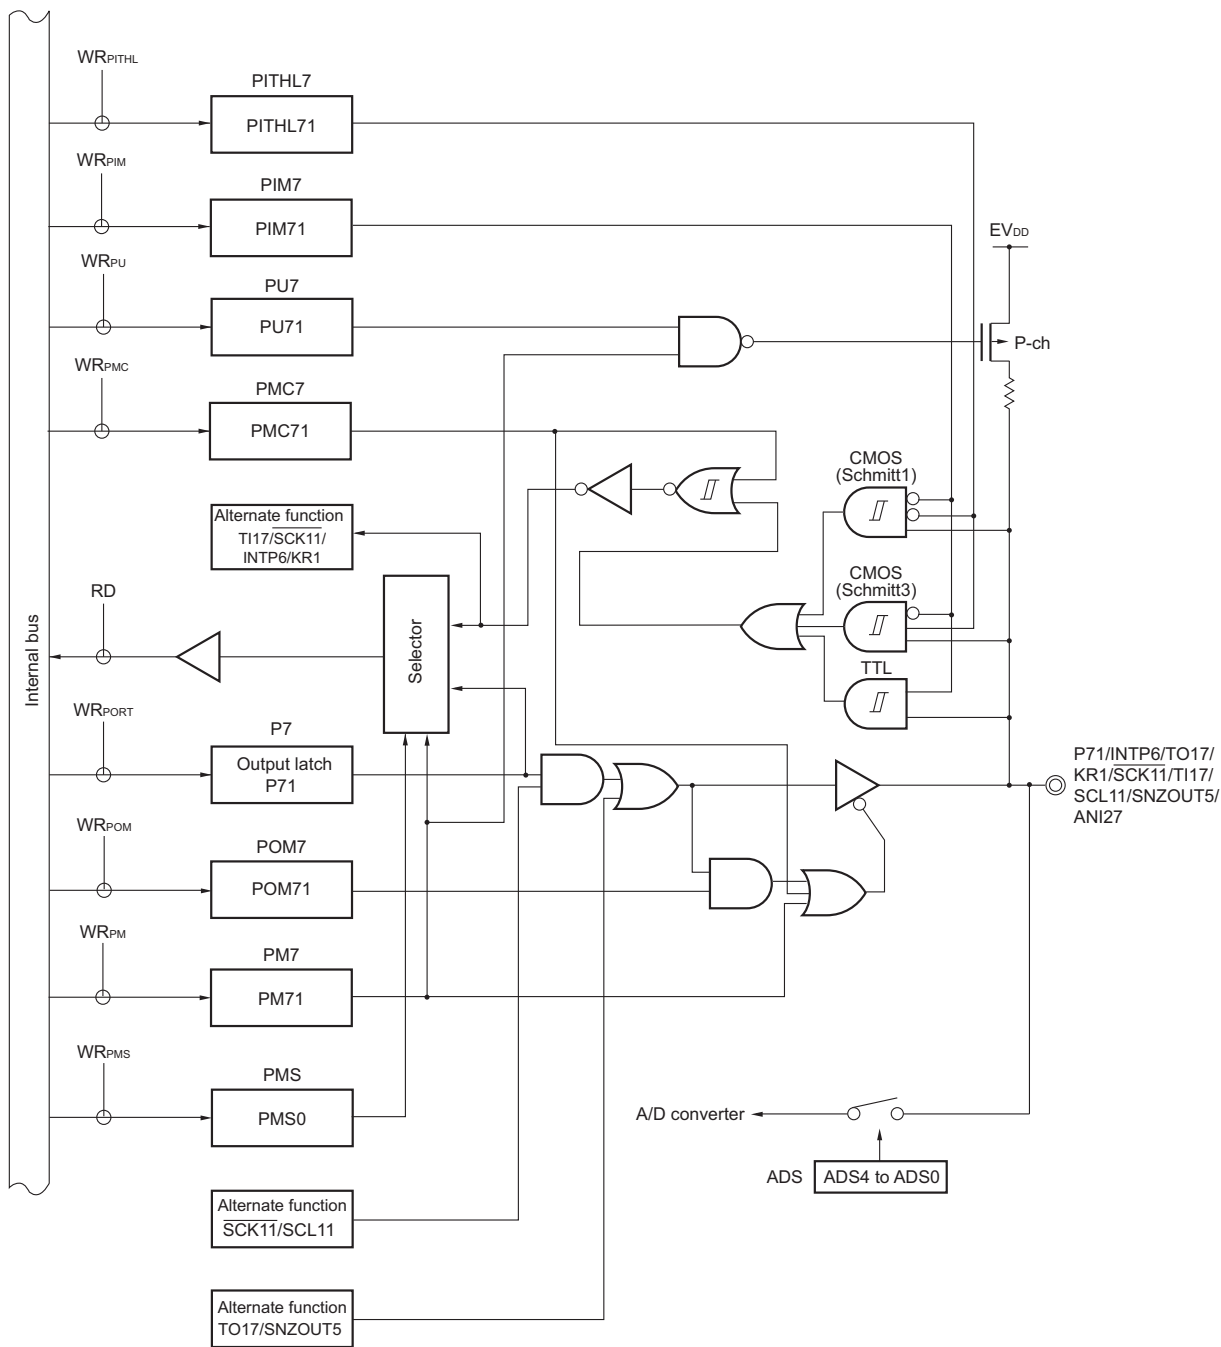 WRPITHL
PITHL7
PITHL71
WRPIM
PIM7
PIM71
EVDD
WRPU
PU7
PU71
P-ch
WRPMC
PMC7
PMC71
CMOS
(Schmitt1)
Alternate function
TI17/SCK11/
INTP6/KR1
RD
CMOS
(Schmitt3)
Selector
Internal bus
TTL
WRPORT
P7
Output latch
P71
P71/INTP6/TO17/
KR1/SCK11/TI17/
SCL11/SNZOUT5/
ANI27
WRPOM
POM7
POM71
WRPM
PM7
PM71
WRPMS
PMS
PMS0
A/D converter
ADS
ADS4 to ADS0
Alternate function
SCK11/SCL11
Alternate function
TO17/SNZOUT5